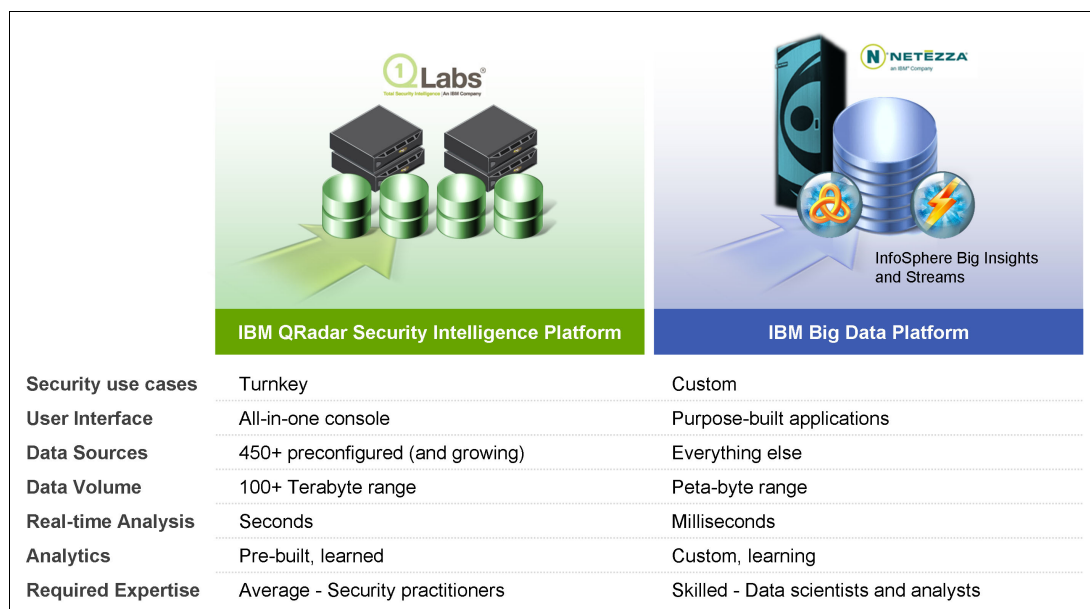 Q1 Labs®
Total Security Intelligence | An IBM Company
N NETEZZA
an IBM® Company
InfoSphere Big Insights
and Streams
IBM QRadar Security Intelligence Platform
IBM Big Data Platform
Security use cases Turnkey Custom
User Interface All-in-one console Purpose-built applications
Data Sources 450+ preconfigured (and growing) Everything else
Data Volume 100+ Terabyte range Peta-byte range
Real-time Analysis Seconds Milliseconds
Analytics Pre-built, learned Custom, learning
Required Expertise Average - Security practitioners Skilled - Data scientists and analysts